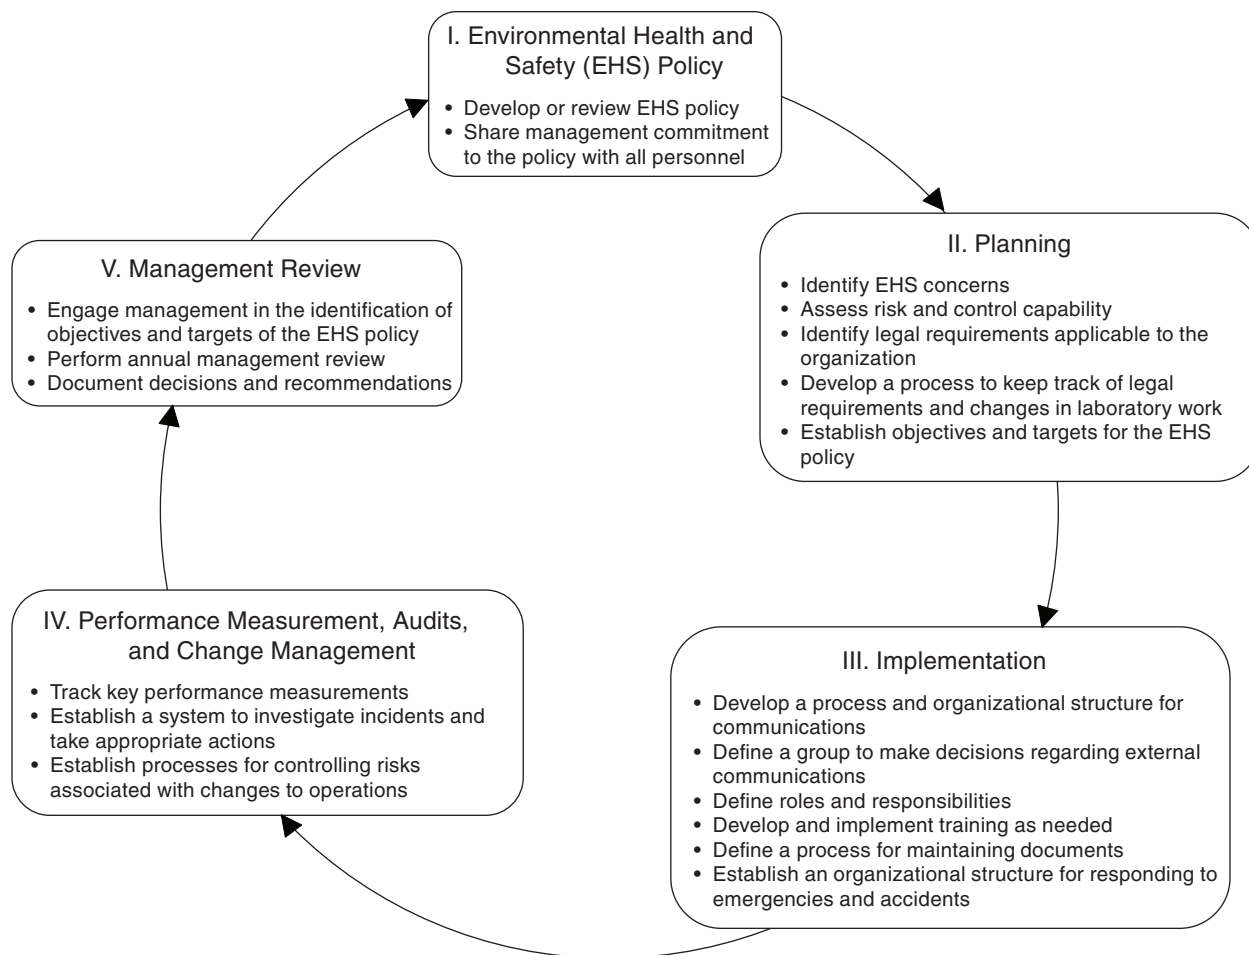 I. Environmental Health and
Safety (EHS) Policy
• Develop or review EHS policy
• Share management commitment
to the policy with all personnel
II. Planning
• Identify EHS concerns
• Assess risk and control capability
• Identify legal requirements applicable to the
organization
• Develop a process to keep track of legal
requirements and changes in laboratory work
• Establish objectives and targets for the EHS
policy
III. Implementation
• Develop a process and organizational structure for
communications
• Define a group to make decisions regarding external
communications
• Define roles and responsibilities
• Develop and implement training as needed
• Define a process for maintaining documents
• Establish an organizational structure for responding to
emergencies and accidents
IV. Performance Measurement, Audits,
and Change Management
• Track key performance measurements
• Establish a system to investigate incidents and
take appropriate actions
• Establish processes for controlling risks
associated with changes to operations
V. Management Review
• Engage management in the identification of
objectives and targets of the EHS policy
• Perform annual management review
• Document decisions and recommendations